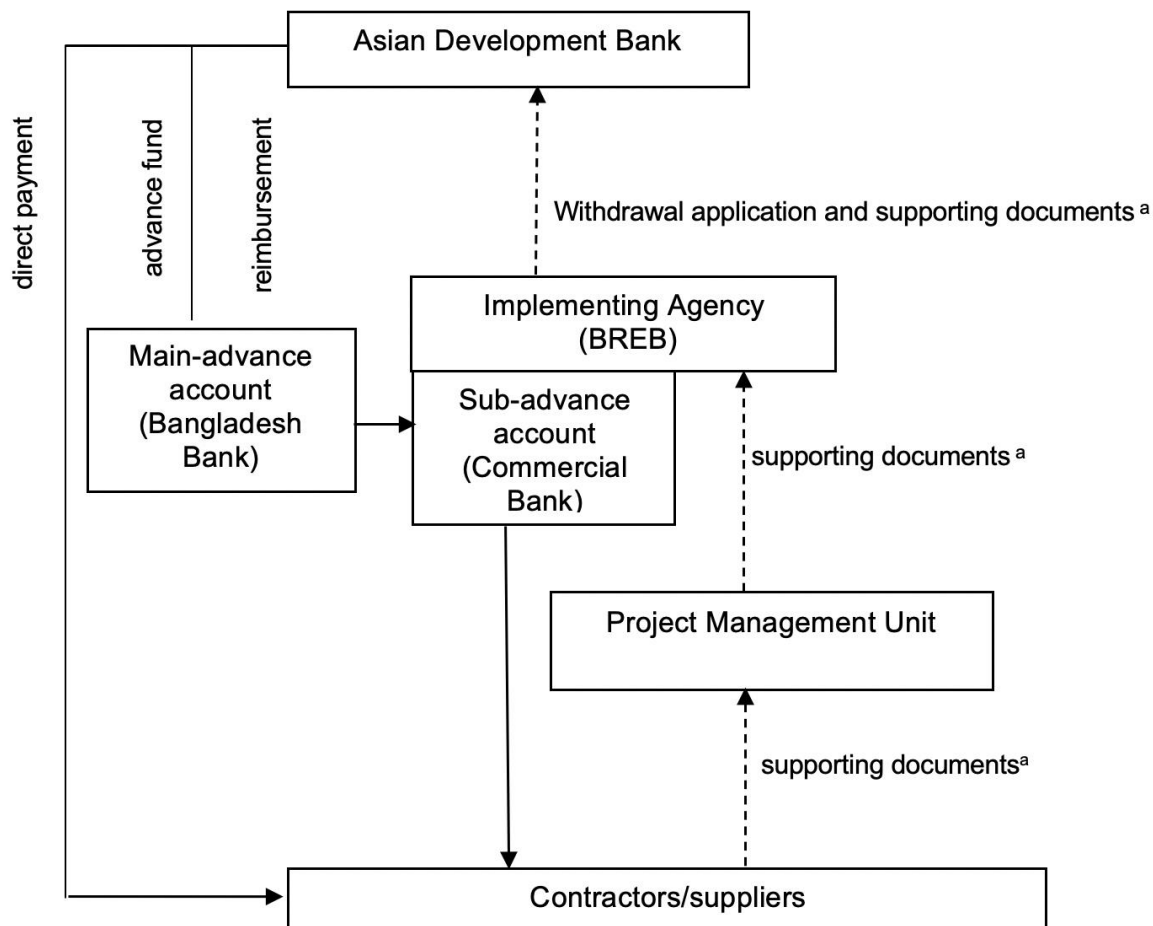 Asian Development Bank
direct payment
advance fund
reimbursement
Withdrawal application and supporting documents ᵃ
Implementing Agency
(BREB)
Main-advance
account
(Bangladesh
Bank)
Sub-advance
account
(Commercial
Bank)
supporting documents ᵃ
Project Management Unit
supporting documentsᵃ
Contractors/suppliers